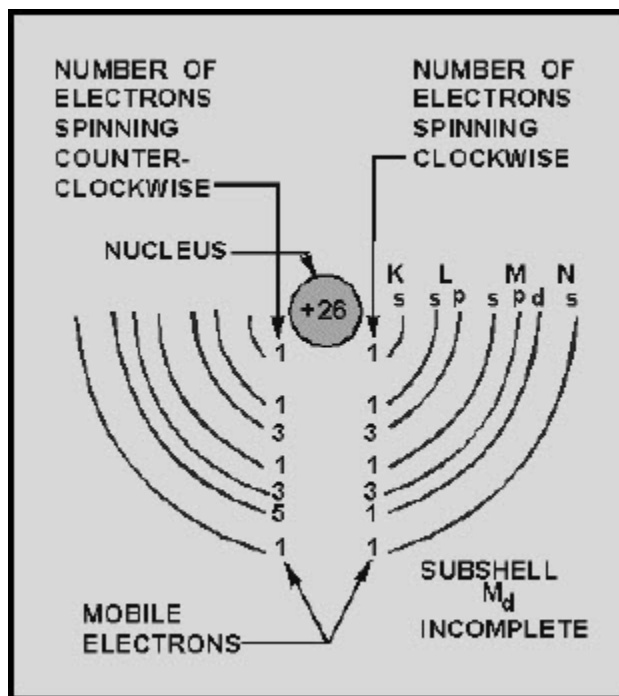 NUMBER OF
ELECTRONS
SPINNING
COUNTER-
CLOCKWISE
NUMBER OF
ELECTRONS
SPINNING
CLOCKWISE
NUCLEUS
+26
K L M N
s s p s p d s
1 1
1 1
3 3
1 1
3 3
5 1
1 1
MOBILE
ELECTRONS
SUBSHELL
Md
INCOMPLETE